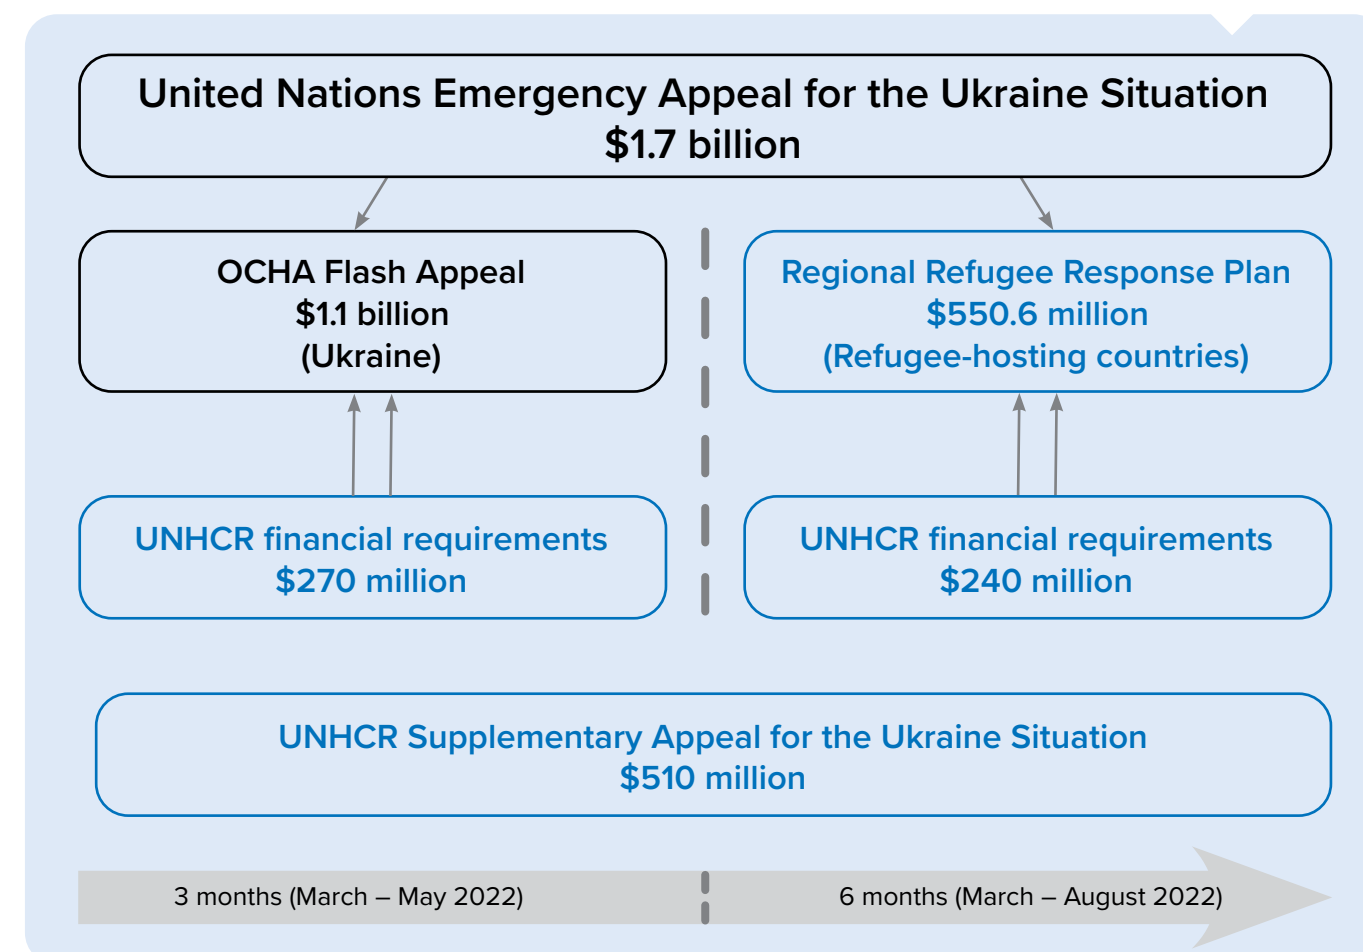 United Nations Emergency Appeal for the Ukraine Situation
$1.7 billion
OCHA Flash Appeal
$1.1 billion
(Ukraine)
Regional Refugee Response Plan
$550.6 million
(Refugee-hosting countries)
UNHCR financial requirements
$270 million
UNHCR financial requirements
$240 million
UNHCR Supplementary Appeal for the Ukraine Situation
$510 million
3 months (March – May 2022)
6 months (March – August 2022)